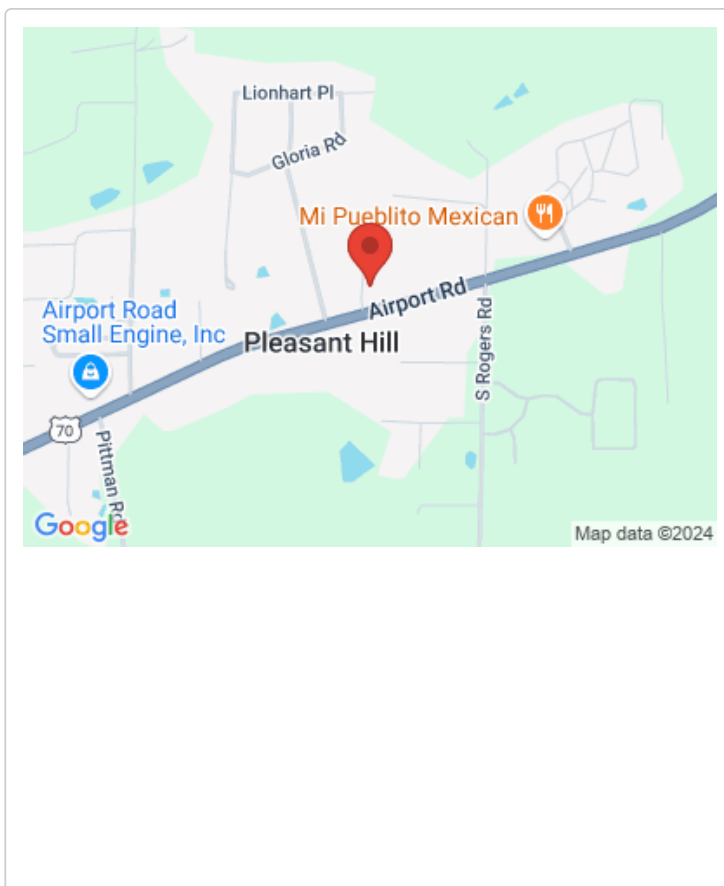 Lionhart Pl
Gloria Rd
Mi Pueblito Mexican
Airport Road
Small Engine, Inc
Airport Rd
Pleasant Hill
S Rogers Rd
70
Pittman Rd
Google
Map data ©2024